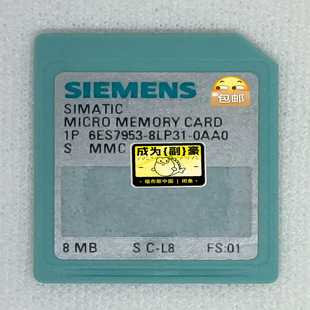 SIEMENS
包邮
SIMATIC
MICRO MEMORY CARD
1P 6ES7953-8LP31-0AA0
S MMC
成为{副}豪
8 MB S C-L8 FS:01